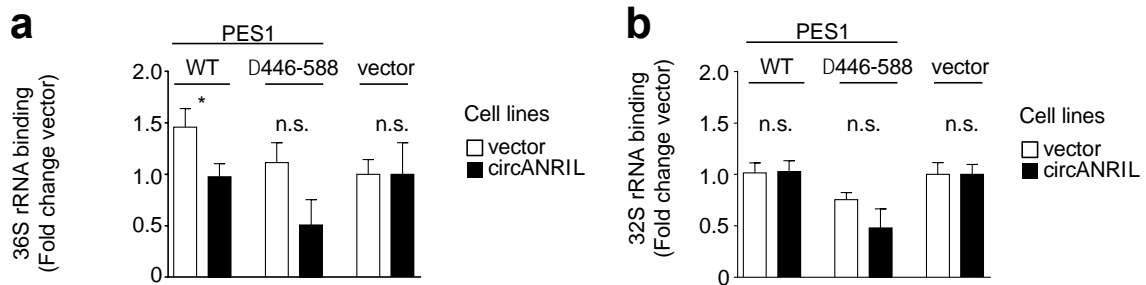 a
PES1
WT D446-588 vector
36S rRNA binding
(Fold change vector)
2.0
1.5
1.0
0.5
0
*
n.s.
n.s.
Cell lines
vector
circANRIL
b
PES1
WT D446-588 vector
32S rRNA binding
(Fold change vector)
2.0
1.5
1.0
0.5
0
n.s.
n.s.
n.s.
Cell lines
vector
circANRIL